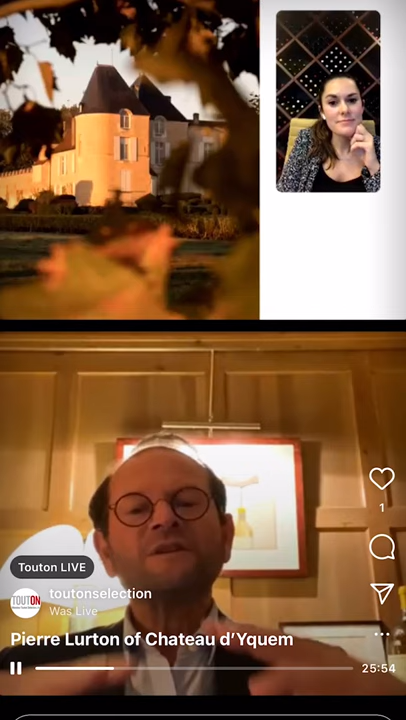 Touton LIVE
TOUTON
toutonselection
Was Live
Pierre Lurton of Chateau d'Yquem
1
25:54